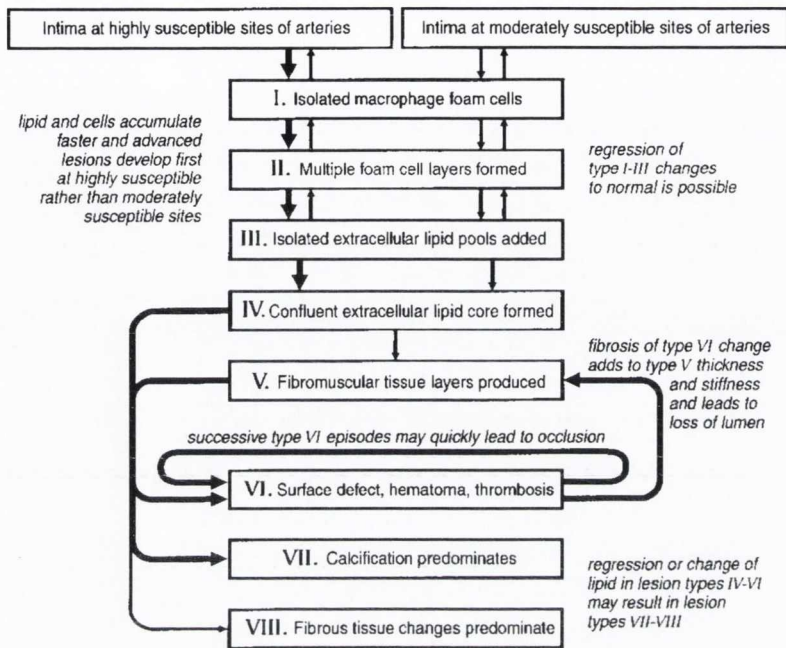 Intima at highly susceptible sites of arteries
Intima at moderately susceptible sites of arteries
I. Isolated macrophage foam cells
lipid and cells accumulate
faster and advanced
lesions develop first
at highly susceptible
rather than moderately
susceptible sites
II. Multiple foam cell layers formed
regression of
type I-III changes
to normal is possible
III. Isolated extracellular lipid pools added
IV. Confluent extracellular lipid core formed
V. Fibromuscular tissue layers produced
fibrosis of type VI change
adds to type V thickness
and stiffness
and leads to
loss of lumen
successive type VI episodes may quickly lead to occlusion
VI. Surface defect, hematoma, thrombosis
VII. Calcification predominates
regression or change of
lipid in lesion types IV-VI
may result in lesion
types VII-VIII
VIII. Fibrous tissue changes predominate